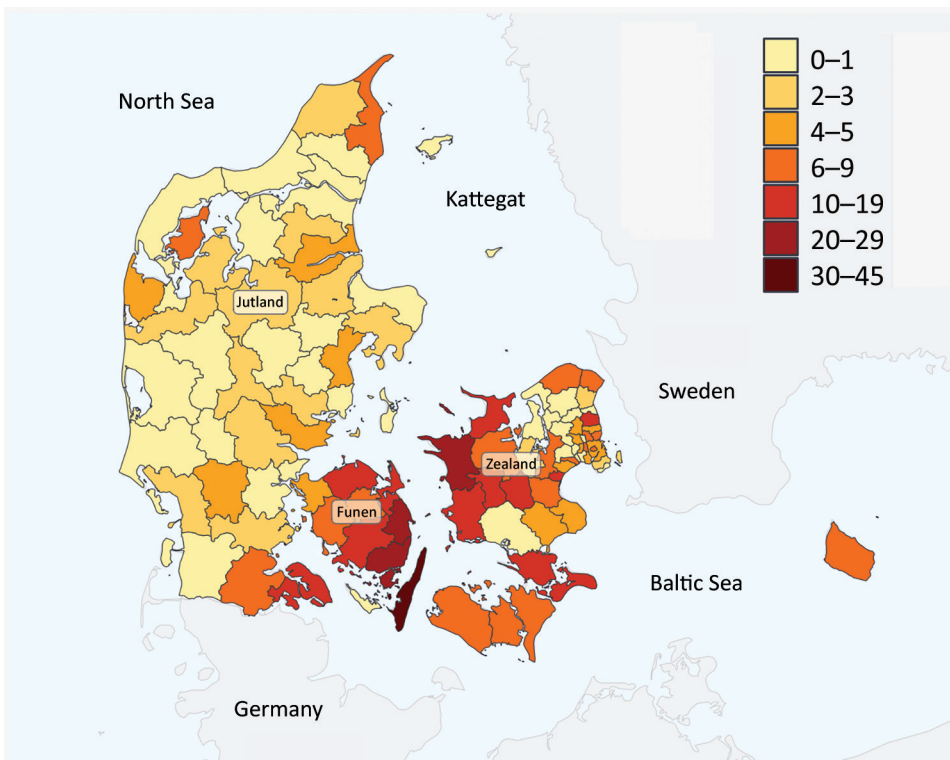 North Sea
Kattegat
Jutland
Sweden
Zealand
Funen
Baltic Sea
Germany
0–1
2–3
4–5
6–9
10–19
20–29
30–45